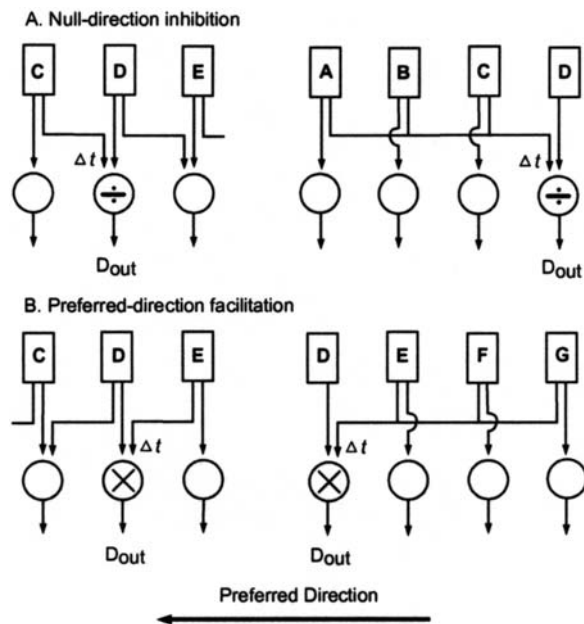 A. Null-direction inhibition
C D E A B C D
Δt Δt
÷ ÷
Dout Dout
B. Preferred-direction facilitation
C D E D E F G
Δt Δt
× ×
Dout Dout
Preferred Direction